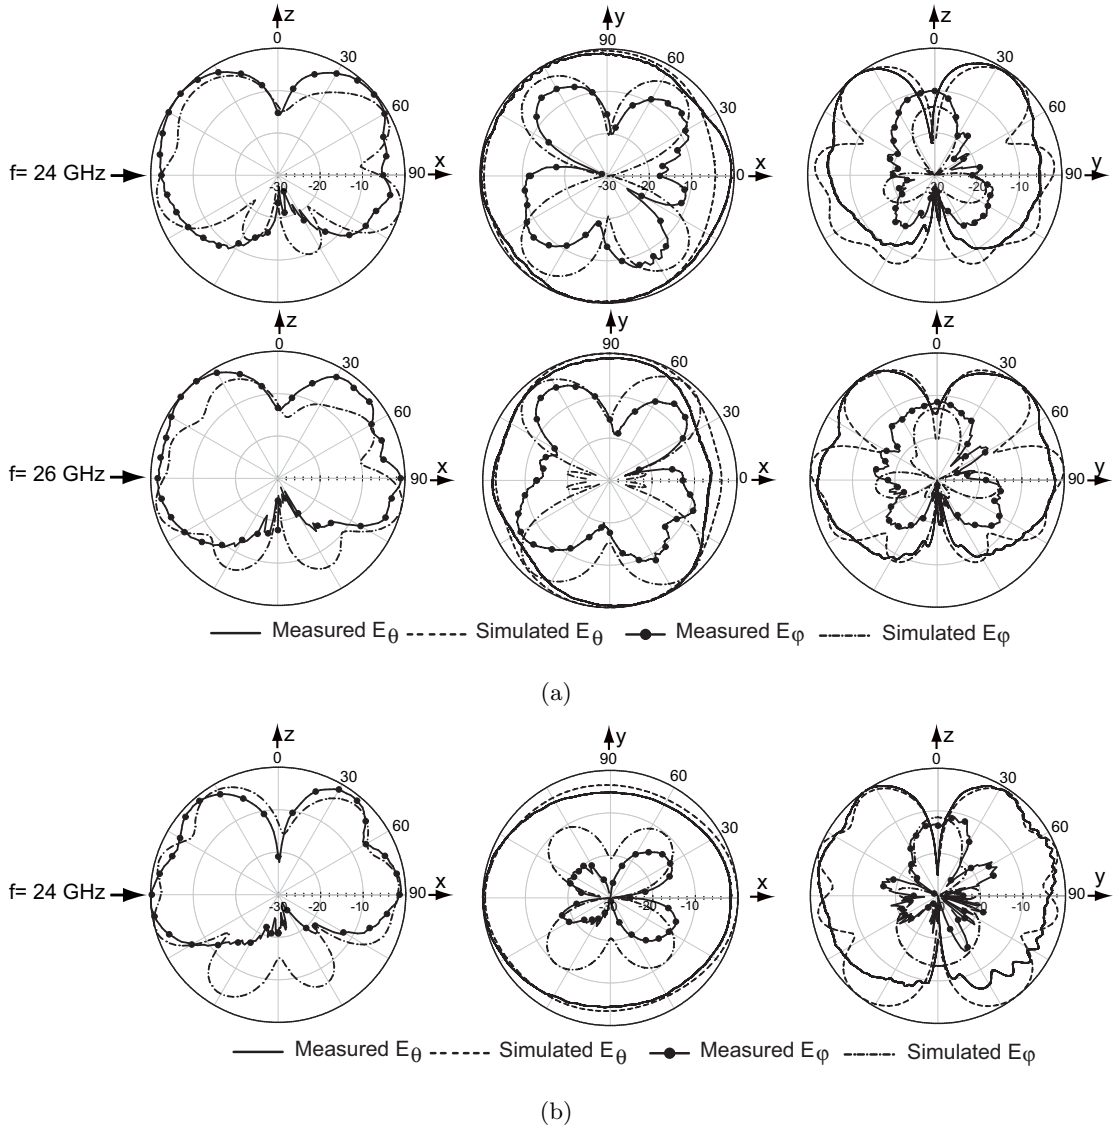 z y z
0 90 0
30 60 30
60 30 60
f= 24 GHz 90 x 0 x 90 y
-30 -20 -10 -30 -20 -10 -20 -10
z y z
0 90 0
30 60 30
60 30 60
f= 26 GHz 90 x 0 x 90 y
Measured Eθ Simulated Eθ Measured Eφ Simulated Eφ
(a)
z y z
0 90 0
30 60 30
60 30 60
f= 24 GHz x x 90 y
-30 -20 -10 -30 -20 -10 -20 -10
Measured Eθ Simulated Eθ Measured Eφ Simulated Eφ
(b)